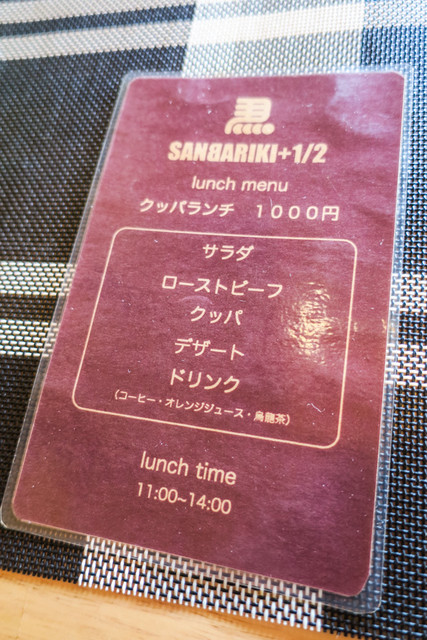 SANBARIKI+1/2
lunch menu
クッパランチ　１０００円
サラダ
ローストビーフ
クッパ
デザート
ドリンク
（コーヒー・オレンジジュース・烏龍茶）
lunch time
11:00~14:00